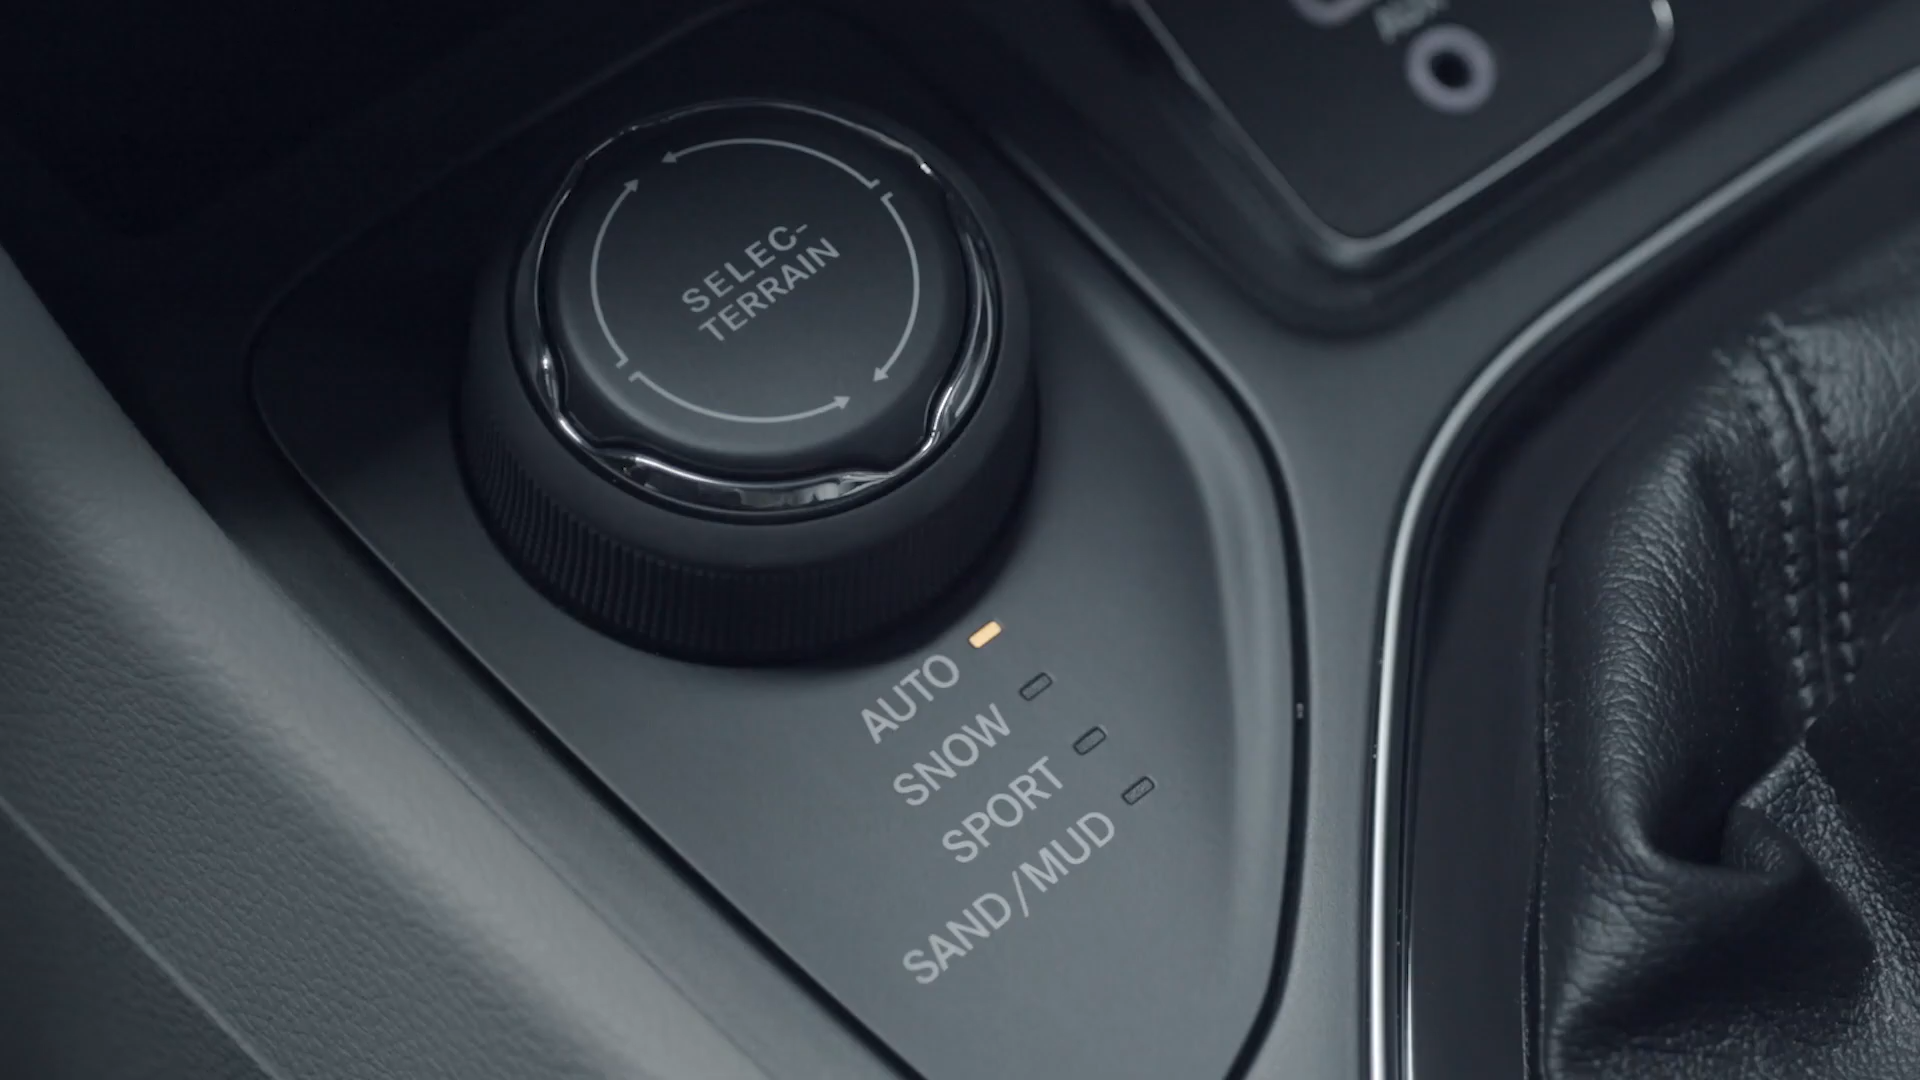 SELEC-
TERRAIN
AUTO
SNOW
SPORT
SAND/MUD